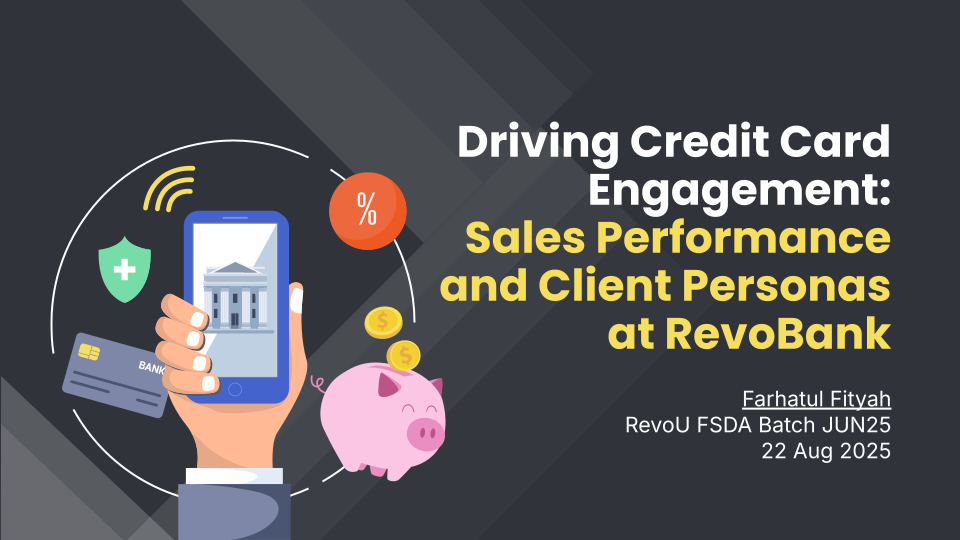 Driving Credit Card
Engagement:
Sales Performance
and Client Personas
at RevoBank
Farhatul Fityah
RevoU FSDA Batch JUN25
22 Aug 2025
%
BANK
$
$